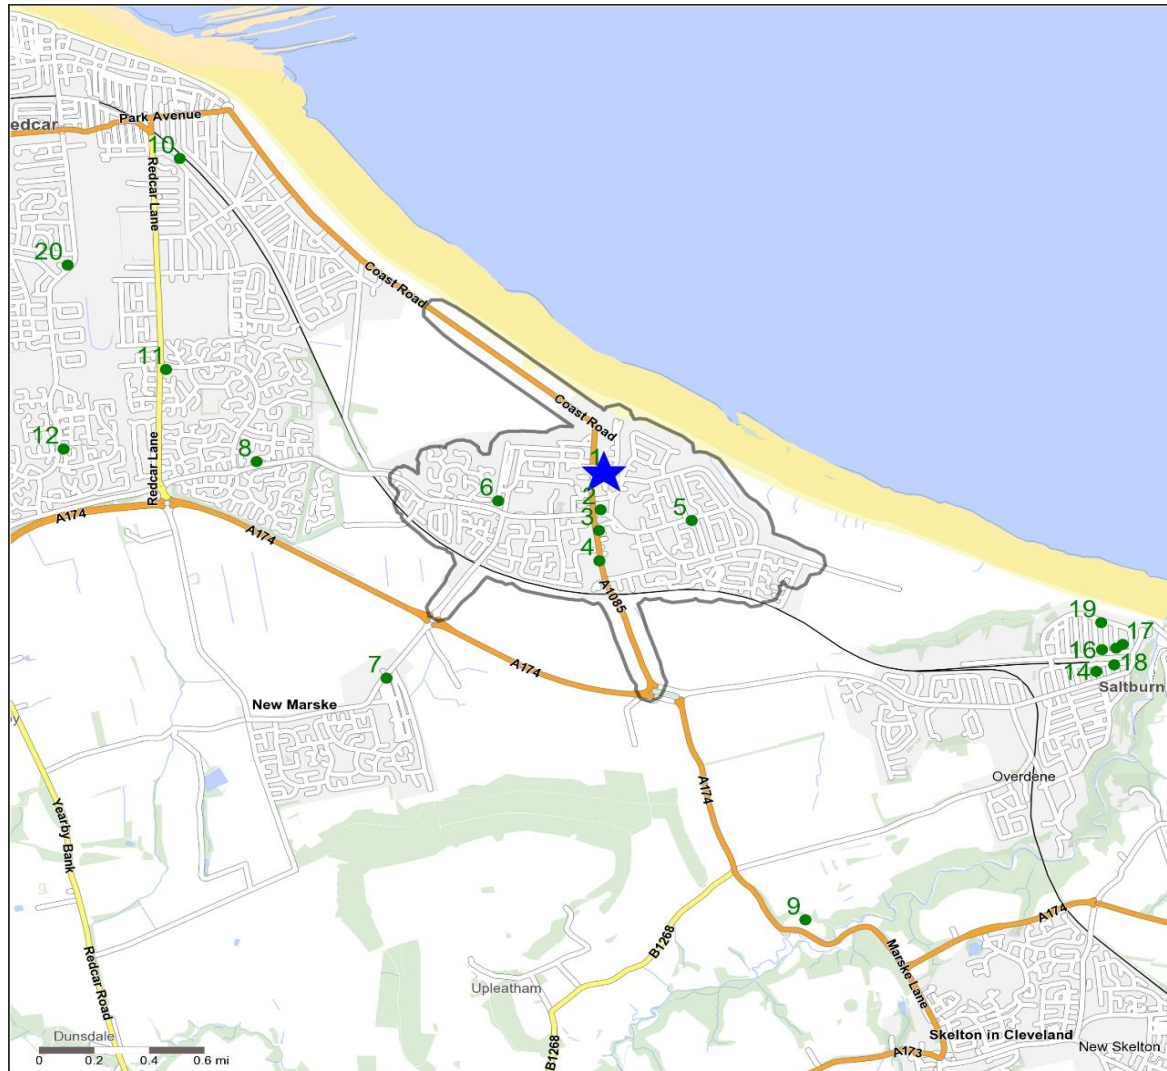 Park Avenue
edcar
10
Redcar Lane
20
Coast Road
11
Coast Road
12
8
Redcar Lane
1
6
2
5
3
4
A174
A174
A1085
19
17
16
18
14
Saltburn
A174
7
New Marske
y
Overdene
A174
Yearby Bank
9
A174
B1268
Marske Lane
Redcar Road
Upleatham
B1268
Dunsdale
Skelton in Cleveland
New Skelton
A173
0 0.2 0.4 0.6 mi